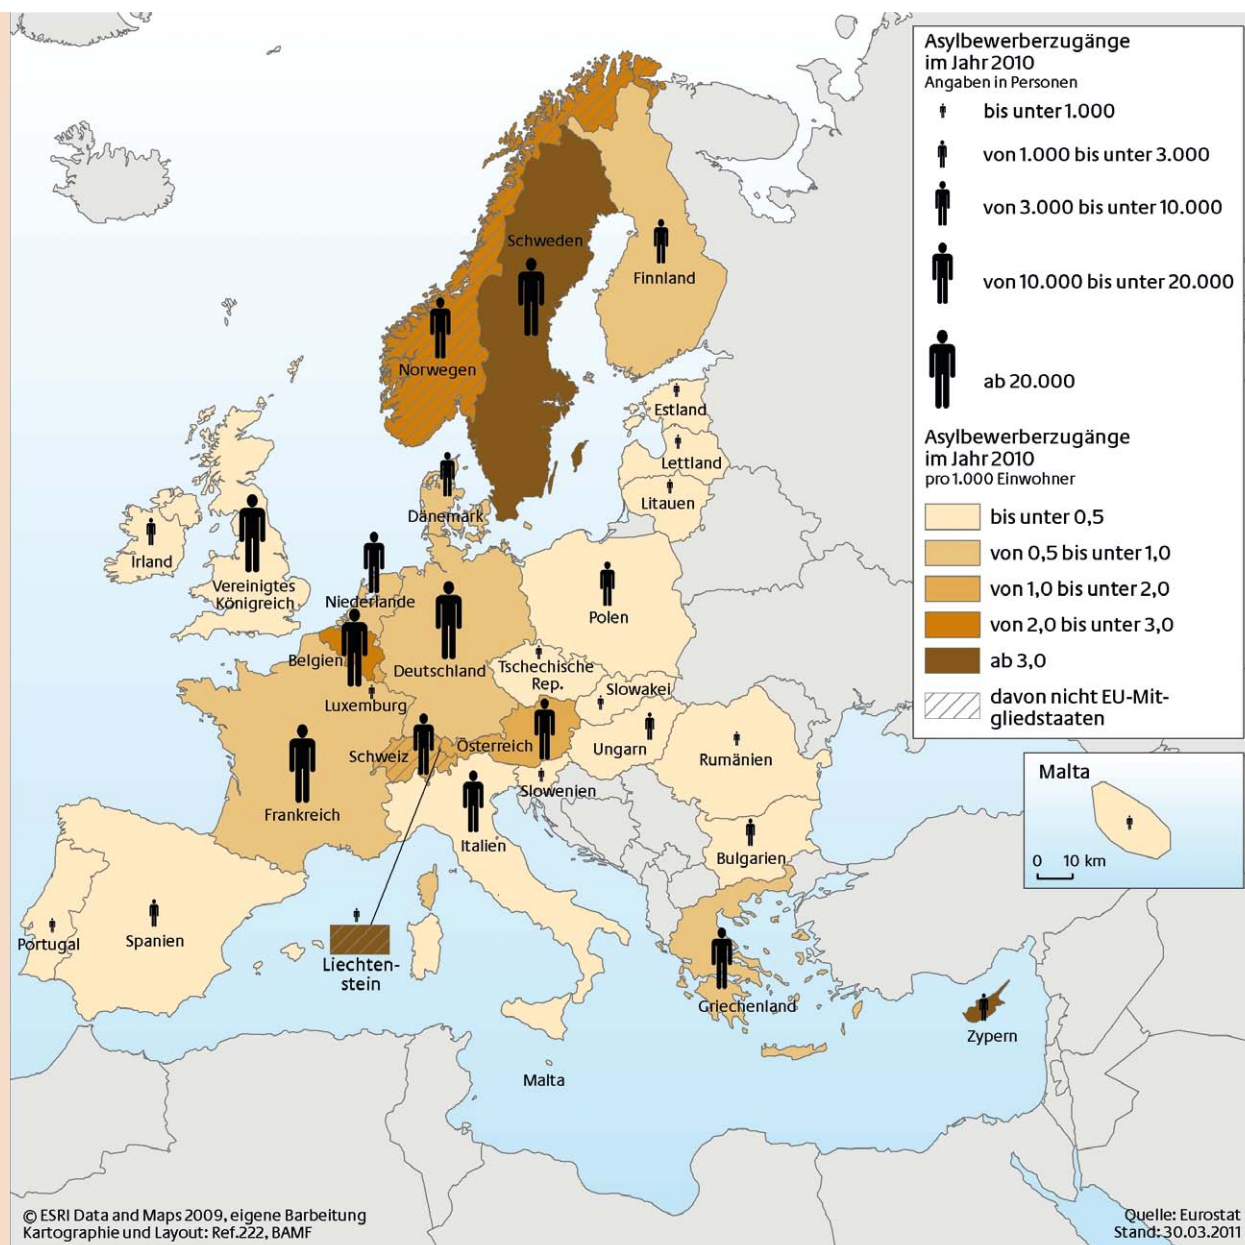 Asylbewerberzugänge
im Jahr 2010
Angaben in Personen
bis unter 1.000
von 1.000 bis unter 3.000
von 3.000 bis unter 10.000
von 10.000 bis unter 20.000
ab 20.000
Asylbewerberzugänge
im Jahr 2010
pro 1.000 Einwohner
bis unter 0,5
von 0,5 bis unter 1,0
von 1,0 bis unter 2,0
von 2,0 bis unter 3,0
ab 3,0
davon nicht EU-Mit-
gliedstaaten
Schweden
Finnland
Norwegen
Estland
Lettland
Litauen
Dänemark
Irland
Vereinigtes
Königreich
Niederlande
Polen
Belgien
Deutschland
Tschechische
Rep.
Luxemburg
Slowakei
Schweiz
Österreich
Ungarn
Rumänien
Slowenien
Frankreich
Italien
Bulgarien
Malta
0 10 km
Portugal
Spanien
Liechten-
stein
Griechenland
Zypern
Malta
© ESRI Data and Maps 2009, eigene Barbeitung
Kartographie und Layout: Ref.222, BAMF
Quelle: Eurostat
Stand: 30.03.2011